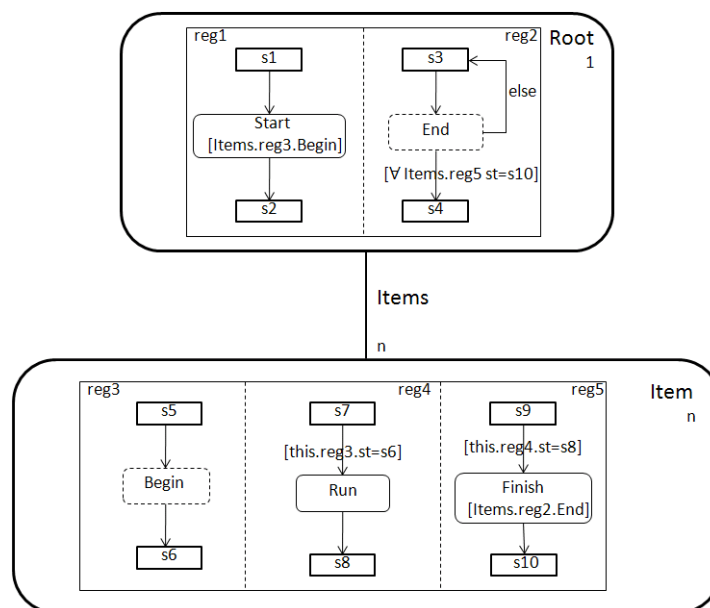 reg1
reg2
Root
1
s1
s3
else
Start
[Items.reg3.Begin]
End
[∀ Items.reg5 st=s10]
s2
s4
Items
n
reg3
reg4
reg5
Item
n
s5
s7
s9
[this.reg3.st=s6]
[this.reg4.st=s8]
Begin
Run
Finish
[Items.reg2.End]
s6
s8
s10